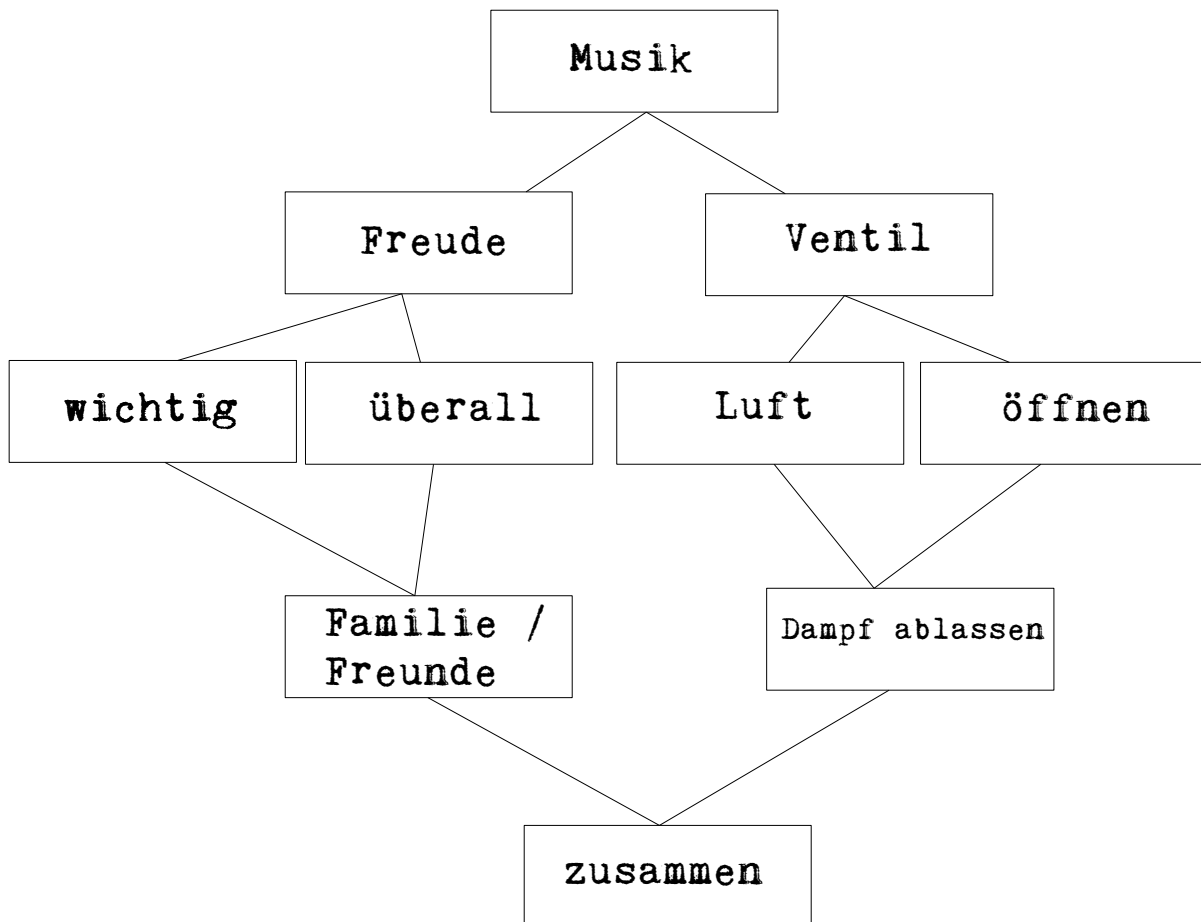 Musik
Freude
Ventil
wichtig
überall
Luft
öffnen
Familie /
Freunde
Dampf ablassen
zusammen